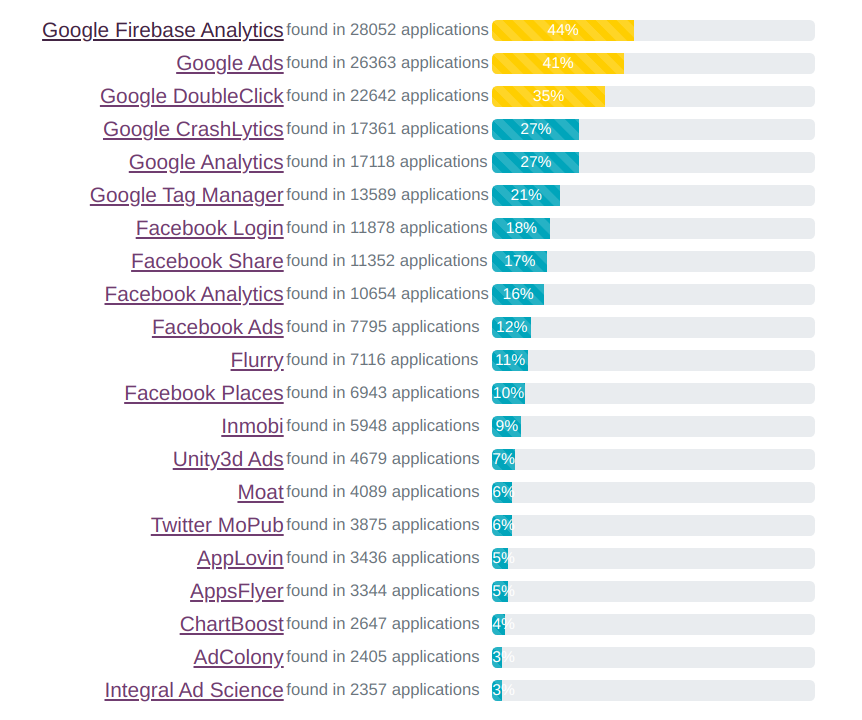 Google Firebase Analytics found in 28052 applications 44%
Google Ads found in 26363 applications 41%
Google DoubleClick found in 22642 applications 35%
Google CrashLytics found in 17361 applications 27%
Google Analytics found in 17118 applications 27%
Google Tag Manager found in 13589 applications 21%
Facebook Login found in 11878 applications 18%
Facebook Share found in 11352 applications 17%
Facebook Analytics found in 10654 applications 16%
Facebook Ads found in 7795 applications 12%
Flurry found in 7116 applications 11%
Facebook Places found in 6943 applications 10%
Inmobi found in 5948 applications 9%
Unity3d Ads found in 4679 applications 7%
Moat found in 4089 applications 6%
Twitter MoPub found in 3875 applications 6%
AppLovin found in 3436 applications 5%
AppsFlyer found in 3344 applications 5%
ChartBoost found in 2647 applications 4%
AdColony found in 2405 applications 3%
Integral Ad Science found in 2357 applications 3%